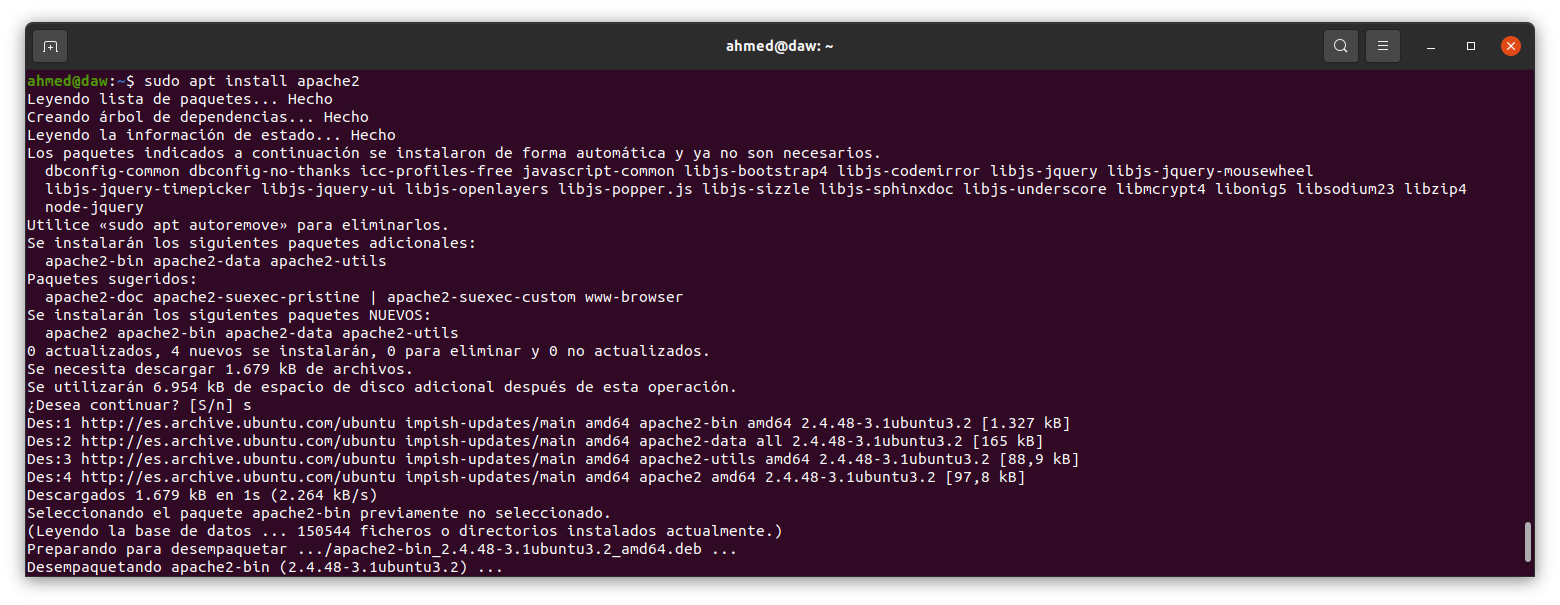 ahmed@daw: ~
ahmed@daw:~$ sudo apt install apache2
Leyendo lista de paquetes... Hecho
Creando árbol de dependencias... Hecho
Leyendo la información de estado... Hecho
Los paquetes indicados a continuación se instalaron de forma automática y ya no son necesarios.
  dbconfig-common dbconfig-no-thanks icc-profiles-free javascript-common libjs-bootstrap4 libjs-codemirror libjs-jquery libjs-jquery-mousewheel
  libjs-jquery-timepicker libjs-jquery-ui libjs-openlayers libjs-popper.js libjs-sizzle libjs-sphinxdoc libjs-underscore libmcrypt4 libonig5 libsodium23 libzip4
  node-jquery
Utilice «sudo apt autoremove» para eliminarlos.
Se instalarán los siguientes paquetes adicionales:
  apache2-bin apache2-data apache2-utils
Paquetes sugeridos:
  apache2-doc apache2-suexec-pristine | apache2-suexec-custom www-browser
Se instalarán los siguientes paquetes NUEVOS:
  apache2 apache2-bin apache2-data apache2-utils
0 actualizados, 4 nuevos se instalarán, 0 para eliminar y 0 no actualizados.
Se necesita descargar 1.679 kB de archivos.
Se utilizarán 6.954 kB de espacio de disco adicional después de esta operación.
¿Desea continuar? [S/n] s
Des:1 http://es.archive.ubuntu.com/ubuntu impish-updates/main amd64 apache2-bin amd64 2.4.48-3.1ubuntu3.2 [1.327 kB]
Des:2 http://es.archive.ubuntu.com/ubuntu impish-updates/main amd64 apache2-data all 2.4.48-3.1ubuntu3.2 [165 kB]
Des:3 http://es.archive.ubuntu.com/ubuntu impish-updates/main amd64 apache2-utils amd64 2.4.48-3.1ubuntu3.2 [88,9 kB]
Des:4 http://es.archive.ubuntu.com/ubuntu impish-updates/main amd64 apache2 amd64 2.4.48-3.1ubuntu3.2 [97,8 kB]
Descargados 1.679 kB en 1s (2.264 kB/s)
Seleccionando el paquete apache2-bin previamente no seleccionado.
(Leyendo la base de datos ... 150544 ficheros o directorios instalados actualmente.)
Preparando para desempaquetar .../apache2-bin_2.4.48-3.1ubuntu3.2_amd64.deb ...
Desempaquetando apache2-bin (2.4.48-3.1ubuntu3.2) ...